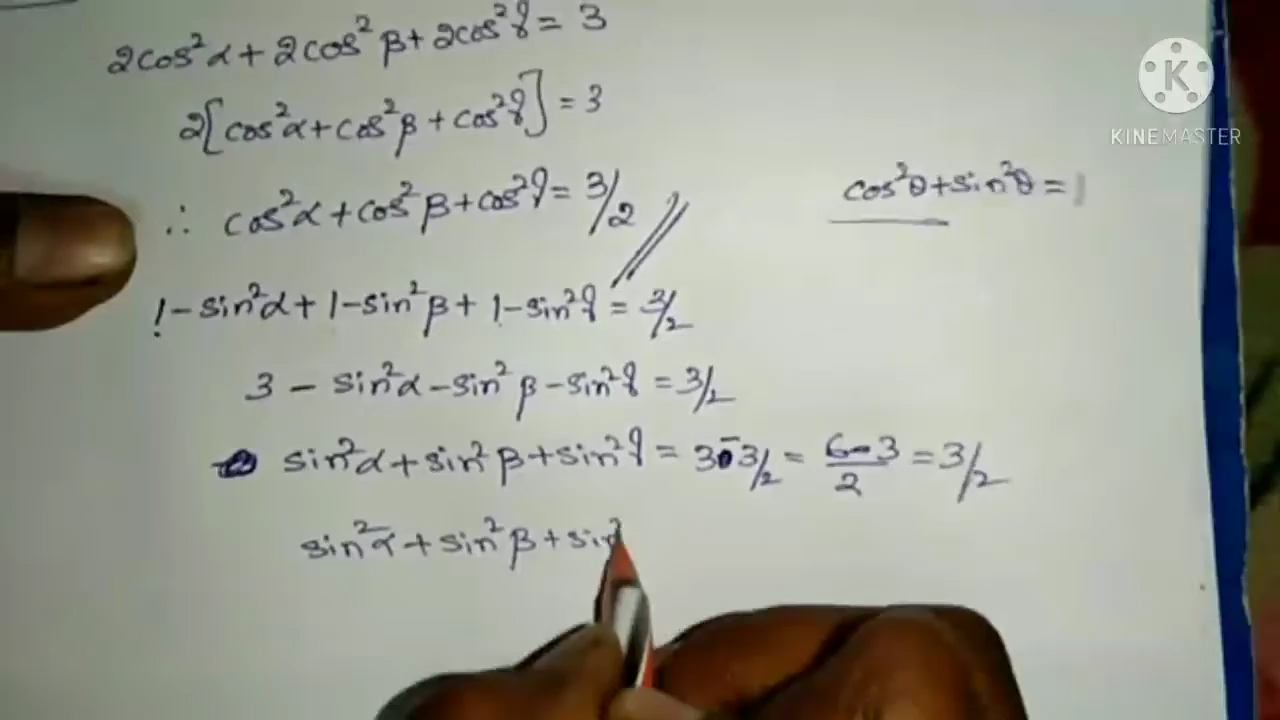 2cos²α + 2cos²β + 2cos²γ = 3
2[cos²α + cos²β + cos²γ] = 3
∴ cos²α + cos²β + cos²γ = 3/2
cos²θ + sin²θ = 1
1 - sin²α + 1 - sin²β + 1 - sin²γ = 3/2
3 - sin²α - sin²β - sin²γ = 3/2
sin²α + sin²β + sin²γ = 3 - 3/2 = (6-3)/2 = 3/2
sin²α + sin²β + sin²
K
KINEMASTER